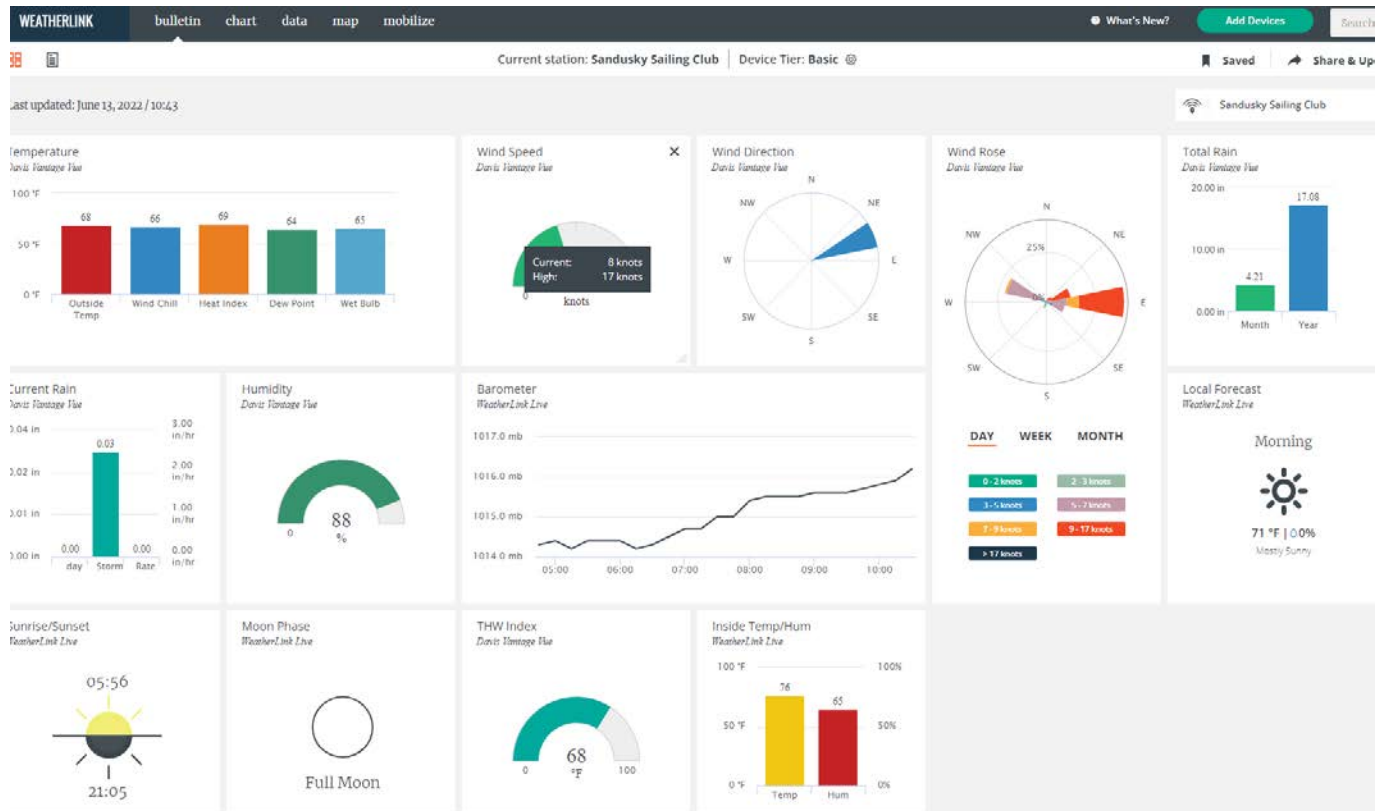 WEATHERLINK bulletin chart data map mobilize What's New? Add Devices Search
Current station: Sandusky Sailing Club Device Tier: Basic Saved Share & Up
Last updated: June 13, 2022 / 10:43 Sandusky Sailing Club
Temperature
Davis Vantage Vue
100 °F
50 °F
0 °F
68 66 69 64 65
Outside Temp
Wind Chill
Heat Index
Dew Point
Wet Bulb
Wind Speed
Davis Vantage Vue
Current: 8 knots
High: 17 knots
0
knots
Wind Direction
Davis Vantage Vue
N
NW NE
W E
SW SE
S
Wind Rose
Davis Vantage Vue
N
NW NE
25%
0%
W E
SW SE
S
DAY WEEK MONTH
0 - 2 knots 2 - 3 knots
3 - 5 knots 5 - 7 knots
7 - 9 knots 9 - 17 knots
> 17 knots
Total Rain
Davis Vantage Vue
20.00 in
10.00 in
0.00 in
4.21 17.08
Month Year
Current Rain
Davis Vantage Vue
0.04 in
0.02 in
0.01 in
0.00 in
0.00 0.03 0.00
day Storm Rate
3.00 in/hr
2.00 in/hr
1.00 in/hr
0.00 in/hr
Humidity
Davis Vantage Vue
88
0
%
Barometer
WeatherLink Live
1017.0 mb
1016.0 mb
1015.0 mb
1014.0 mb
05:00 06:00 07:00 08:00 09:00 10:00
Local Forecast
WeatherLink Live
Morning
71 °F | 0.0%
Mostly Sunny
Sunrise/Sunset
WeatherLink Live
05:56
21:05
Moon Phase
WeatherLink Live
Full Moon
THW Index
Davis Vantage Vue
68
0 °F 100
Inside Temp/Hum
WeatherLink Live
100 °F 100%
50 °F 50%
0 °F 0%
76 65
Temp Hum